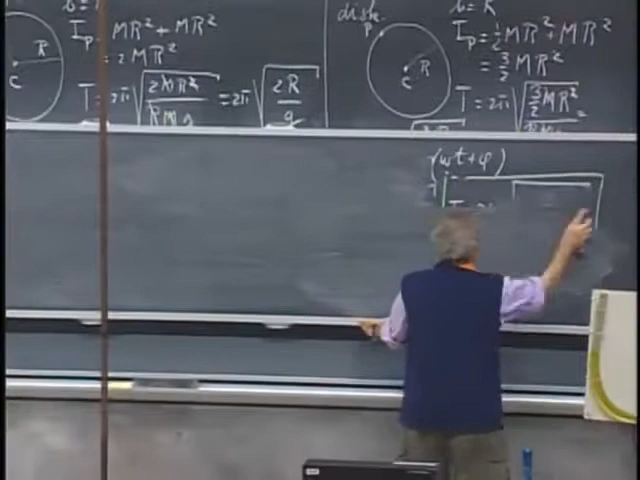 I_p = MR² + MR²
= 2MR²
T = 2π √(2MR² / RMg) = 2π √(2R / g)
R
C
disk
P
R
C
b = R
I_p = ½MR² + MR²
= 3/2 MR²
T = 2π √(3/2 MR²
(ωt + φ)